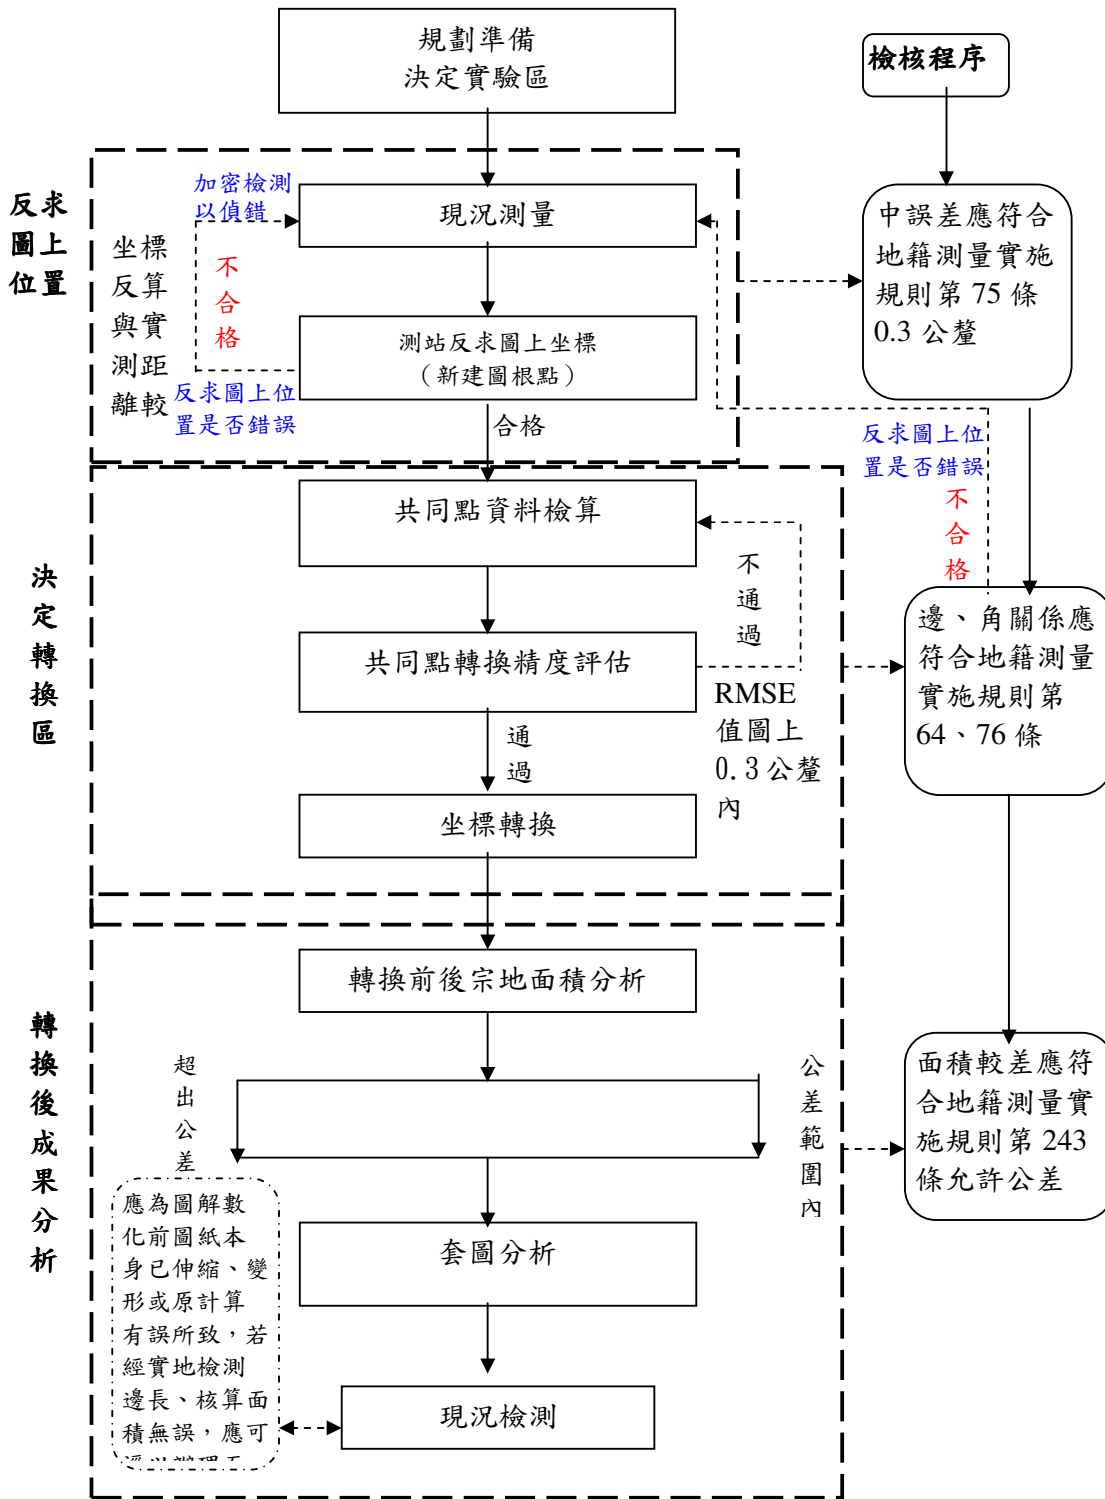 規劃準備
決定實驗區
檢核程序
反求
圖上
位置
加密檢測
以偵錯
現況測量
坐標
反算
與實
測距
離較
不
合
格
測站反求圖上坐標
（新建圖根點）
反求圖上位
置是否錯誤
合格
中誤差應符合
地籍測量實施
規則第 75 條
0.3 公釐
反求圖上位
置是否錯誤
不
合
格
決
定
轉
換
區
共同點資料檢算
不
通
過
共同點轉換精度評估
RMSE
值圖上
0.3公釐
內
通
過
坐標轉換
邊、角關係應
符合地籍測量
實施規則第
64、76 條
轉
換
後
成
果
分
析
轉換前後宗地面積分析
超
出
公
差
公
差
範
圍
內
面積較差應符
合地籍測量實
施規則第 243
條允許公差
應為圖解數
化前圖紙本
身已伸縮、變
形或原計算
有誤所致，若
經實地檢測
邊長、核算面
積無誤，應可
套圖分析
現況檢測